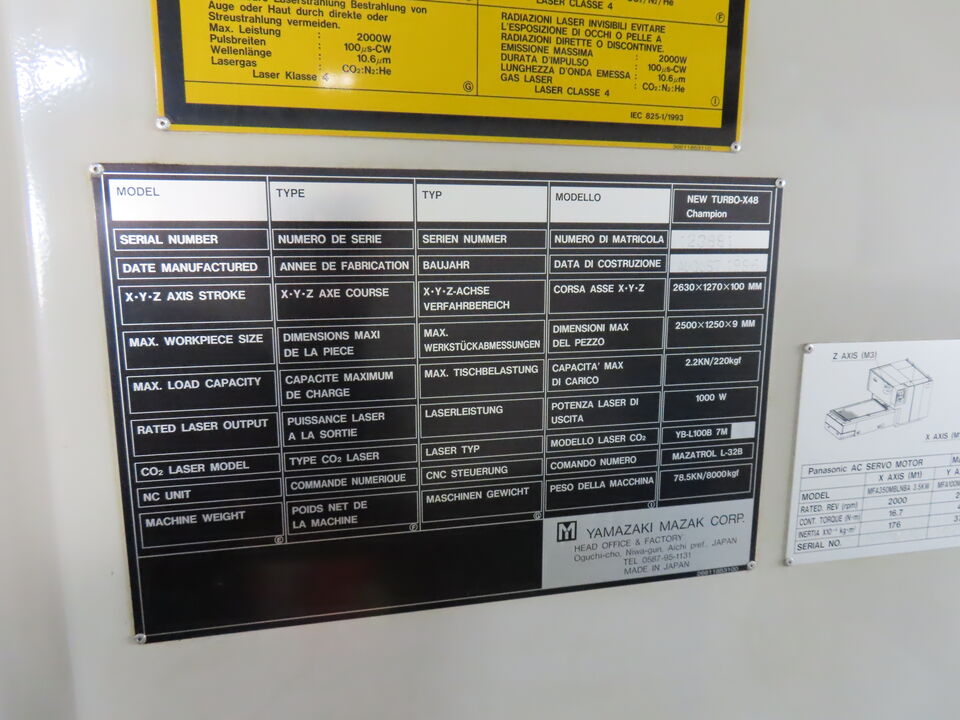 Auge oder Haut durch direkte oder
Streustrahlung vermeiden.
Max. Leistung : 2000W
Pulsbreiten : 100μs-CW
Wellenlänge : 10.6μm
Lasergas : CO₂:N₂:He
Laser Klasse 4
G
LASER CLASSE 4
F
RADIAZIONI LASER INVISIBILI EVITARE
L'ESPOSIZIONE DI OCCHI O PELLE A
RADIAZIONI DIRETTE O DISCONTINVE.
EMISSIONE MASSIMA : 2000W
DURATA D'IMPULSO : 100μs-CW
LUNGHEZZA D'ONDA EMESSA : 10.6μm
GAS LASER : CO₂:N₂:He
LASER CLASSE 4
I
IEC 825-1/1993
MODEL TYPE TYP MODELLO NEW TURBO-X48
Champion
SERIAL NUMBER NUMERO DE SERIE SERIEN NUMMER NUMERO DI MATRICOLA
DATE MANUFACTURED ANNEE DE FABRICATION BAUJAHR DATA DI COSTRUZIONE
X·Y·Z AXIS STROKE X·Y·Z AXE COURSE X·Y·Z-ACHSE
VERFAHRBEREICH CORSA ASSE X·Y·Z 2630×1270×100 MM
MAX. WORKPIECE SIZE DIMENSIONS MAXI
DE LA PIECE MAX.
WERKSTÜCKABMESSUNGEN DIMENSIONI MAX
DEL PEZZO 2500×1250×9 MM
MAX. LOAD CAPACITY CAPACITE MAXIMUM
DE CHARGE MAX. TISCHBELASTUNG CAPACITA' MAX
DI CARICO 2.2KN/220kgf
RATED LASER OUTPUT PUISSANCE LASER
A LA SORTIE LASERLEISTUNG POTENZA LASER DI
USCITA 1000 W
CO₂ LASER MODEL TYPE CO₂ LASER LASER TYP MODELLO LASER CO₂ YB-L100B 7M
NC UNIT COMMANDE NUMERIQUE CNC STEUERUNG COMANDO NUMERO MAZATROL L-32B
MACHINE WEIGHT POIDS NET DE
LA MACHINE MASCHINEN GEWICHT PESO DELLA MACCHINA 78.5KN/8000kgf
E F G I
M YAMAZAKI MAZAK CORP.
HEAD OFFICE & FACTORY
Oguchi-cho, Niwa-gun, Aichi pref., JAPAN
TEL 0587-95-1131
MADE IN JAPAN
Z AXIS (M3)
X AXIS (M1
Panasonic AC SERVO MOTOR
X AXIS (M1)
MODEL MFA350MBLNBA 3.5KW
RATED. REV (rpm) 2000
CONT. TORQUE (N·m) 16.7
INERTIA 176
SERIAL NO.